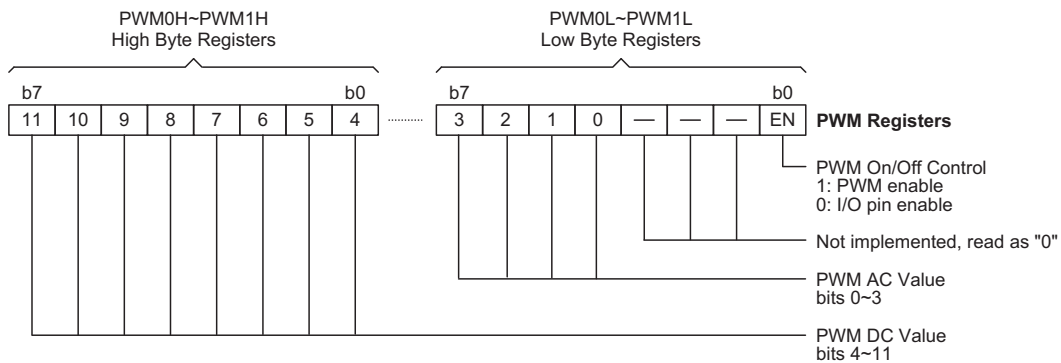 PWM0H~PWM1H
High Byte Registers
PWM0L~PWM1L
Low Byte Registers
b7 b0 b7 b0
11 10 9 8 7 6 5 4 3 2 1 0 — — — EN PWM Registers
PWM On/Off Control
1: PWM enable
0: I/O pin enable
Not implemented, read as "0"
PWM AC Value
bits 0~3
PWM DC Value
bits 4~11